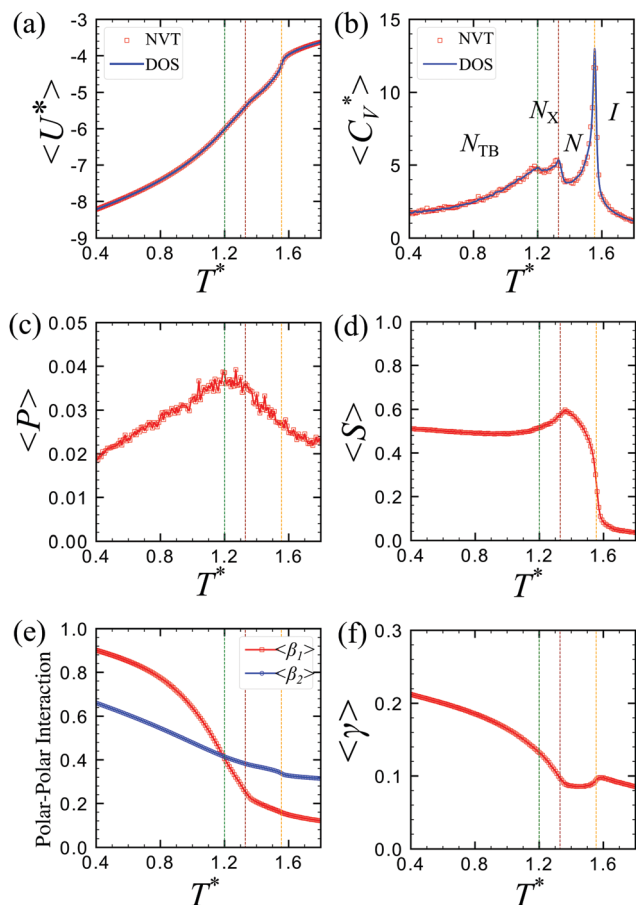 (a)
-3
-4
-5
-6
-7
-8
-9
<U*>
NVT
DOS
0.4 0.8 1.2 1.6
T*
(b)
15
10
5
0
<C_V*>
NVT
DOS
N_TB
N_X
N
I
0.4 0.8 1.2 1.6
T*
(c)
0.05
0.04
0.03
0.02
0.01
0.00
<P>
0.4 0.8 1.2 1.6
T*
(d)
1.0
0.8
0.6
0.4
0.2
0.0
<S>
0.4 0.8 1.2 1.6
T*
(e)
1.0
0.8
0.6
0.4
0.2
0.0
Polar-Polar Interaction
<β₁>
<β₂>
0.4 0.8 1.2 1.6
T*
(f)
0.3
0.2
0.1
0.0
<γ>
0.4 0.8 1.2 1.6
T*